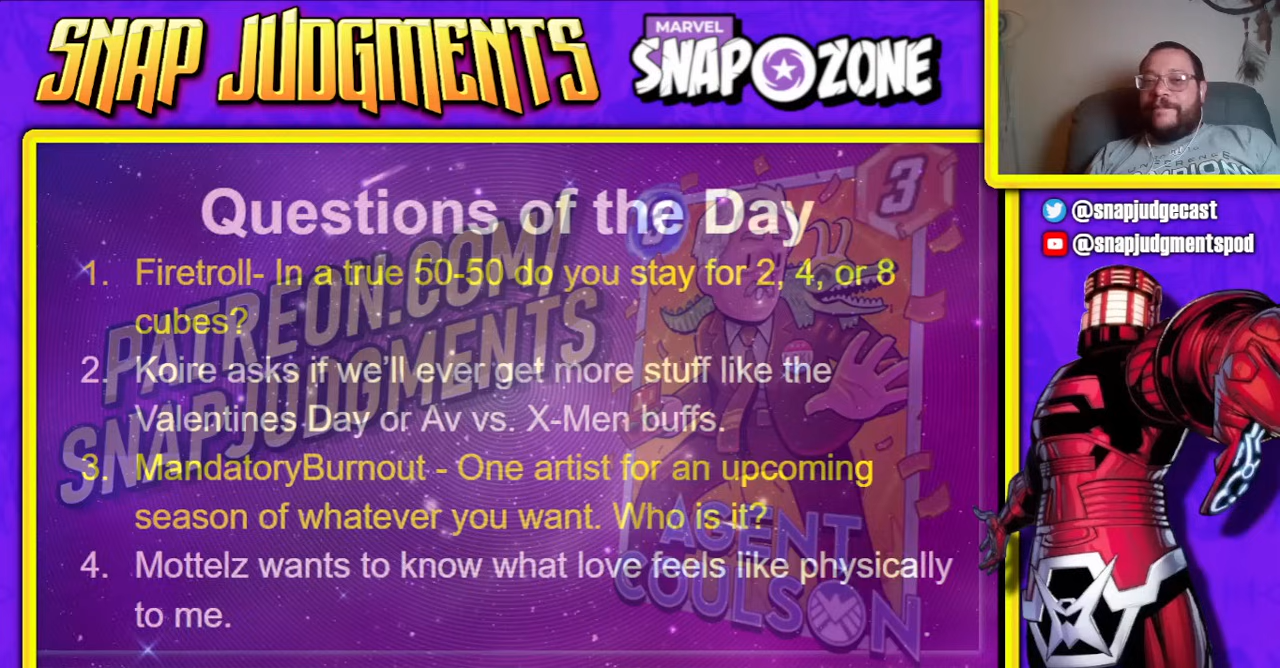 SNAP JUDGMENTS
MARVEL
SNAP ZONE
@snapjudgecast
@snapjudgmentspod
Questions of the Day
1. Firetroll- In a true 50-50 do you stay for 2, 4, or 8
cubes?
2. Koire asks if we'll ever get more stuff like the
Valentines Day or Av vs. X-Men buffs.
3. MandatoryBurnout - One artist for an upcoming
season of whatever you want. Who is it?
4. Mottelz wants to know what love feels like physically
to me.
PATREON.COM/
SNAPJUDGMENTS
3
AGENT
COULSON